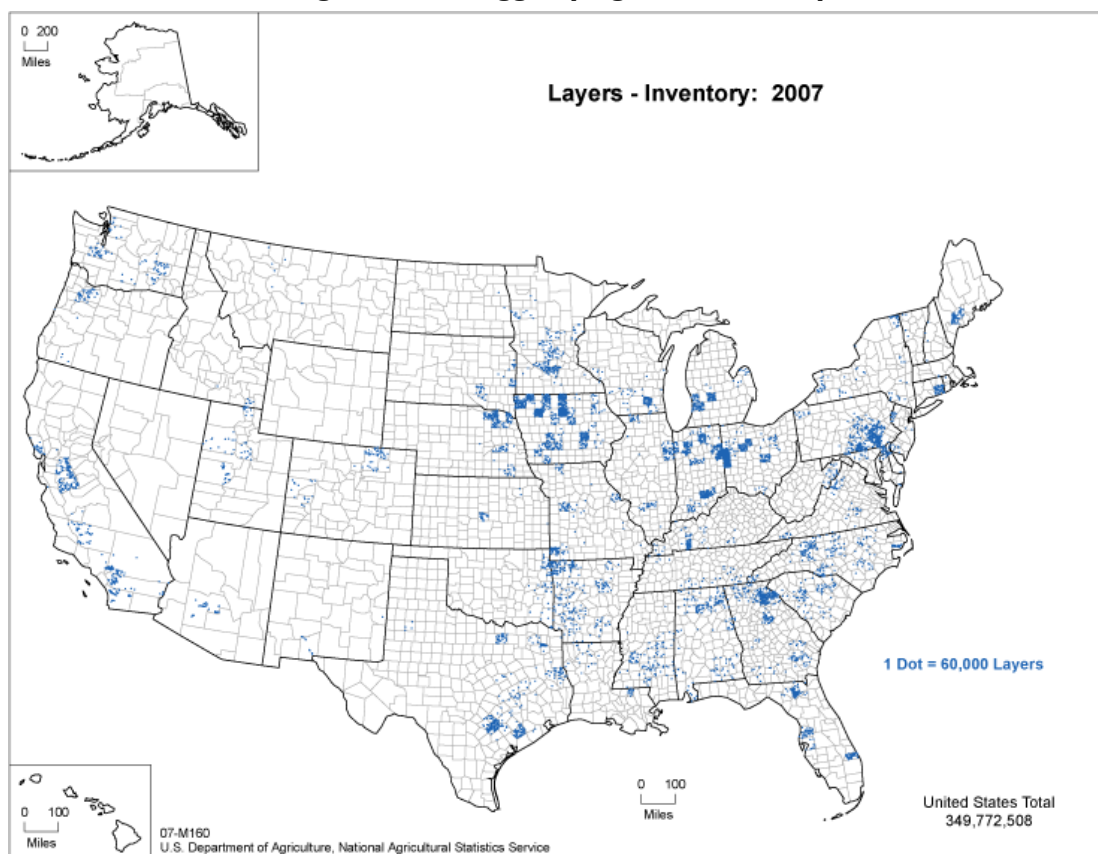 0 200
Miles
Layers - Inventory: 2007
1 Dot = 60,000 Layers
0 100
Miles
0 100
Miles
07-M160
U.S. Department of Agriculture, National Agricultural Statistics Service
United States Total
349,772,508